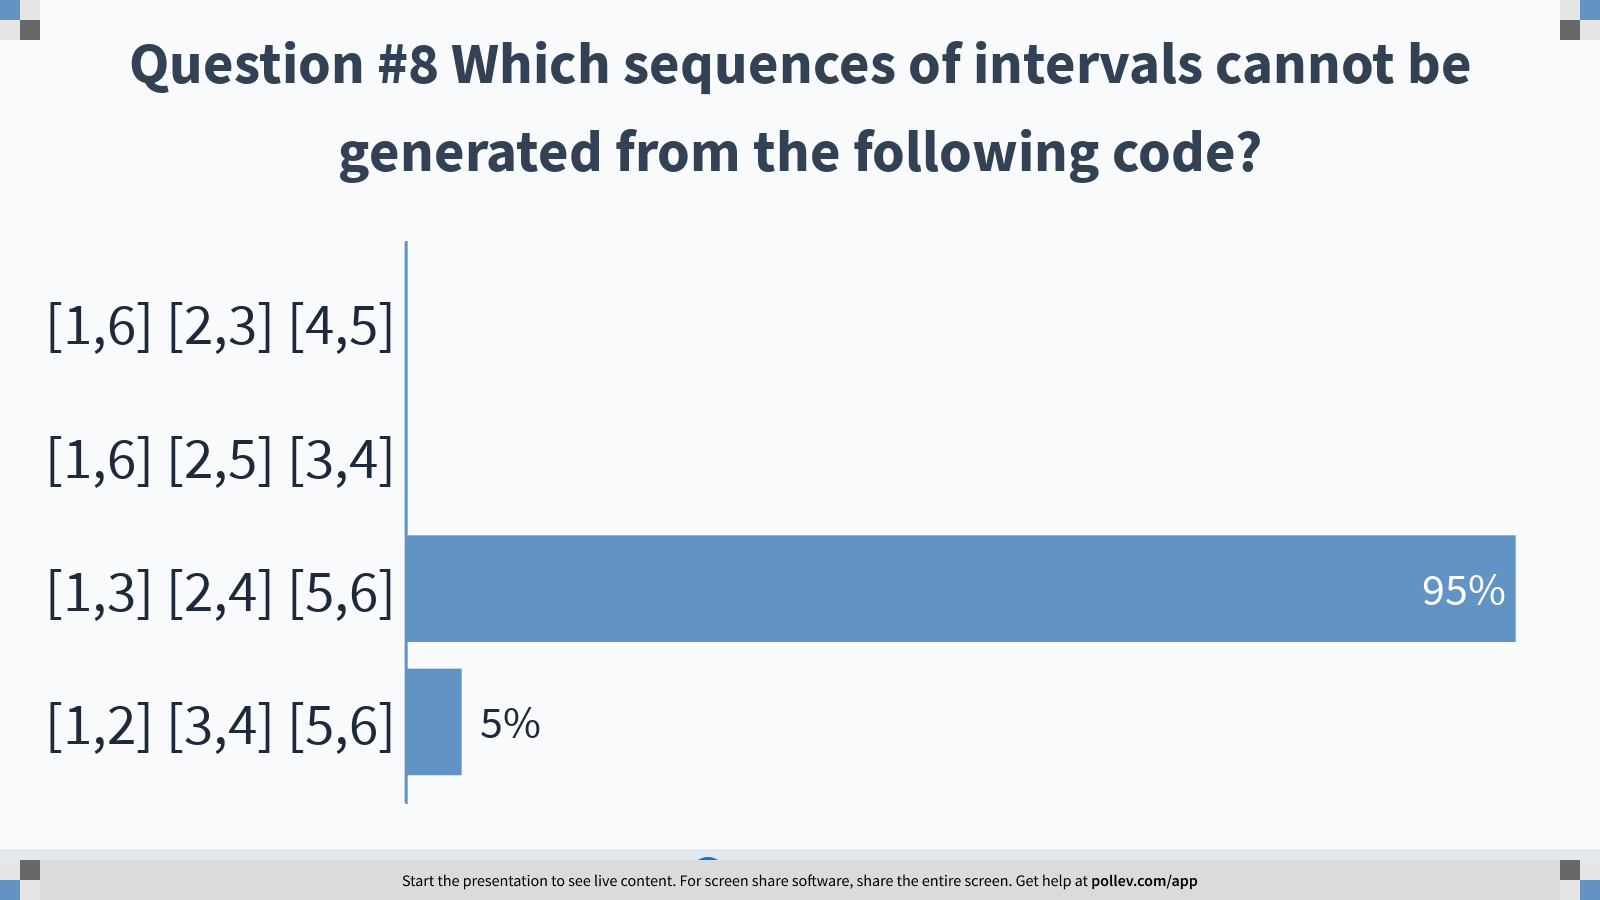 Question #8 Which sequences of intervals cannot be
generated from the following code?
[1,6] [2,3] [4,5]
[1,6] [2,5] [3,4]
[1,3] [2,4] [5,6]
95%
[1,2] [3,4] [5,6]
5%
Start the presentation to see live content. For screen share software, share the entire screen. Get help at pollev.com/app